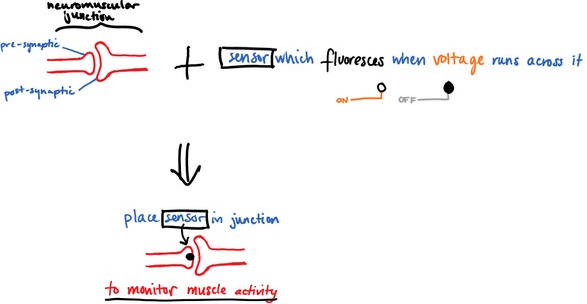 neuromuscular
junction
pre-synaptic
post-synaptic
+ sensor which fluoresces when voltage runs across it
ON OFF
place sensor in junction
to monitor muscle activity